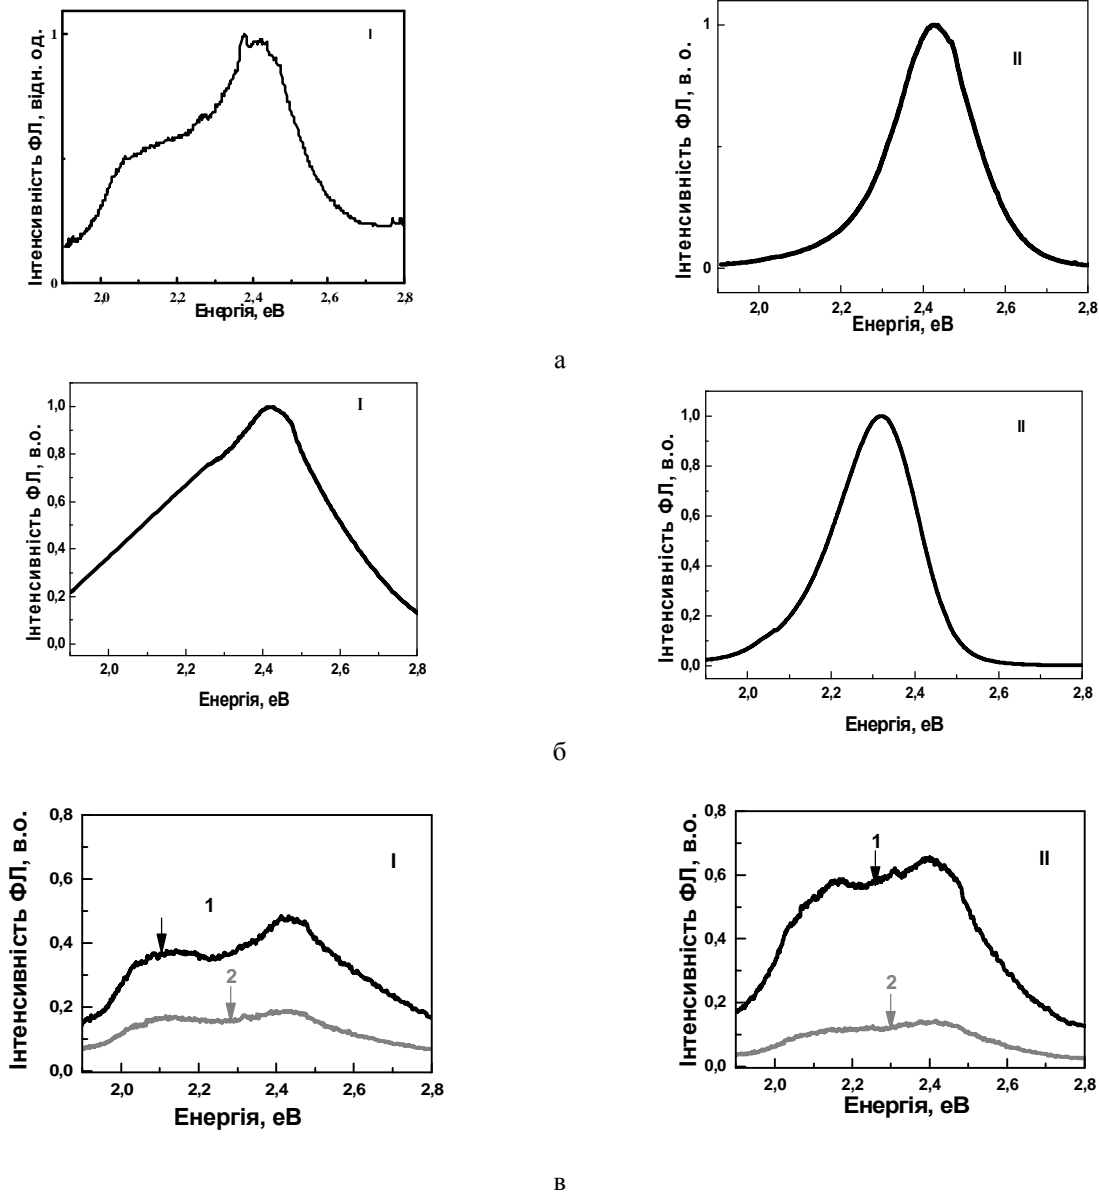 I
Інтенсивність ФЛ, відн. од.
1
0
2,0 2,2 2,4 2,6 2,8
Енергія, еВ
II
Інтенсивність ФЛ, в. о.
1
0
2,0 2,2 2,4 2,6 2,8
Енергія, еВ
а
I
Інтенсивність ФЛ, в.о.
1,0
0,8
0,6
0,4
0,2
0,0
2,0 2,2 2,4 2,6 2,8
Енергія, еВ
II
Інтенсивність ФЛ, в.о.
1,0
0,8
0,6
0,4
0,2
0,0
2,0 2,2 2,4 2,6 2,8
Енергія, еВ
б
I
1
2
Інтенсивність ФЛ, в.о.
0,8
0,6
0,4
0,2
0,0
2,0 2,2 2,4 2,6 2,8
Енергія, еВ
II
1
2
Інтенсивність ФЛ, в.о.
0,8
0,6
0,4
0,2
0,0
2,0 2,2 2,4 2,6 2,8
Енергія, еВ
в